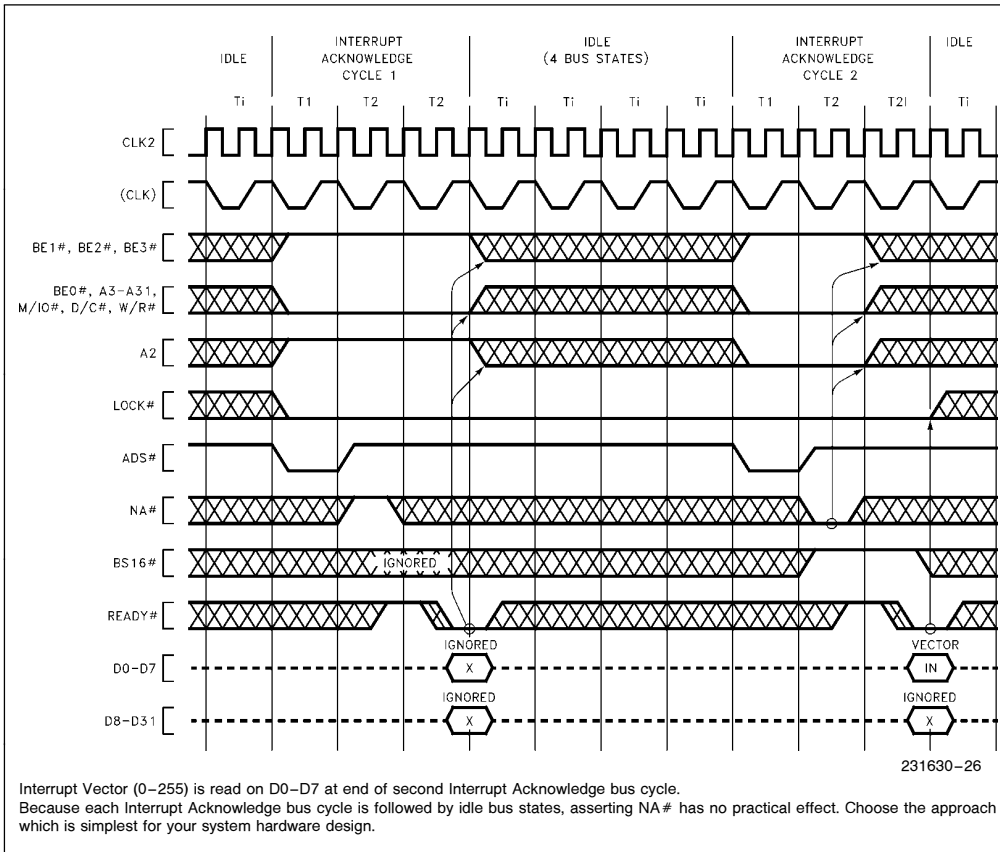 IDLE
INTERRUPT
ACKNOWLEDGE
CYCLE 1
IDLE
(4 BUS STATES)
INTERRUPT
ACKNOWLEDGE
CYCLE 2
IDLE
Ti T1 T2 T2 Ti Ti Ti Ti T1 T2 T2I Ti
CLK2
(CLK)
BE1#, BE2#, BE3#
BE0#, A3-A31,
M/IO#, D/C#, W/R#
A2
LOCK#
ADS#
NA#
BS16#
IGNORED
READY#
IGNORED
VECTOR
D0-D7
X
IN
IGNORED
IGNORED
D8-D31
X
X
231630-26
Interrupt Vector (0-255) is read on D0-D7 at end of second Interrupt Acknowledge bus cycle.
Because each Interrupt Acknowledge bus cycle is followed by idle bus states, asserting NA# has no practical effect. Choose the approach
which is simplest for your system hardware design.